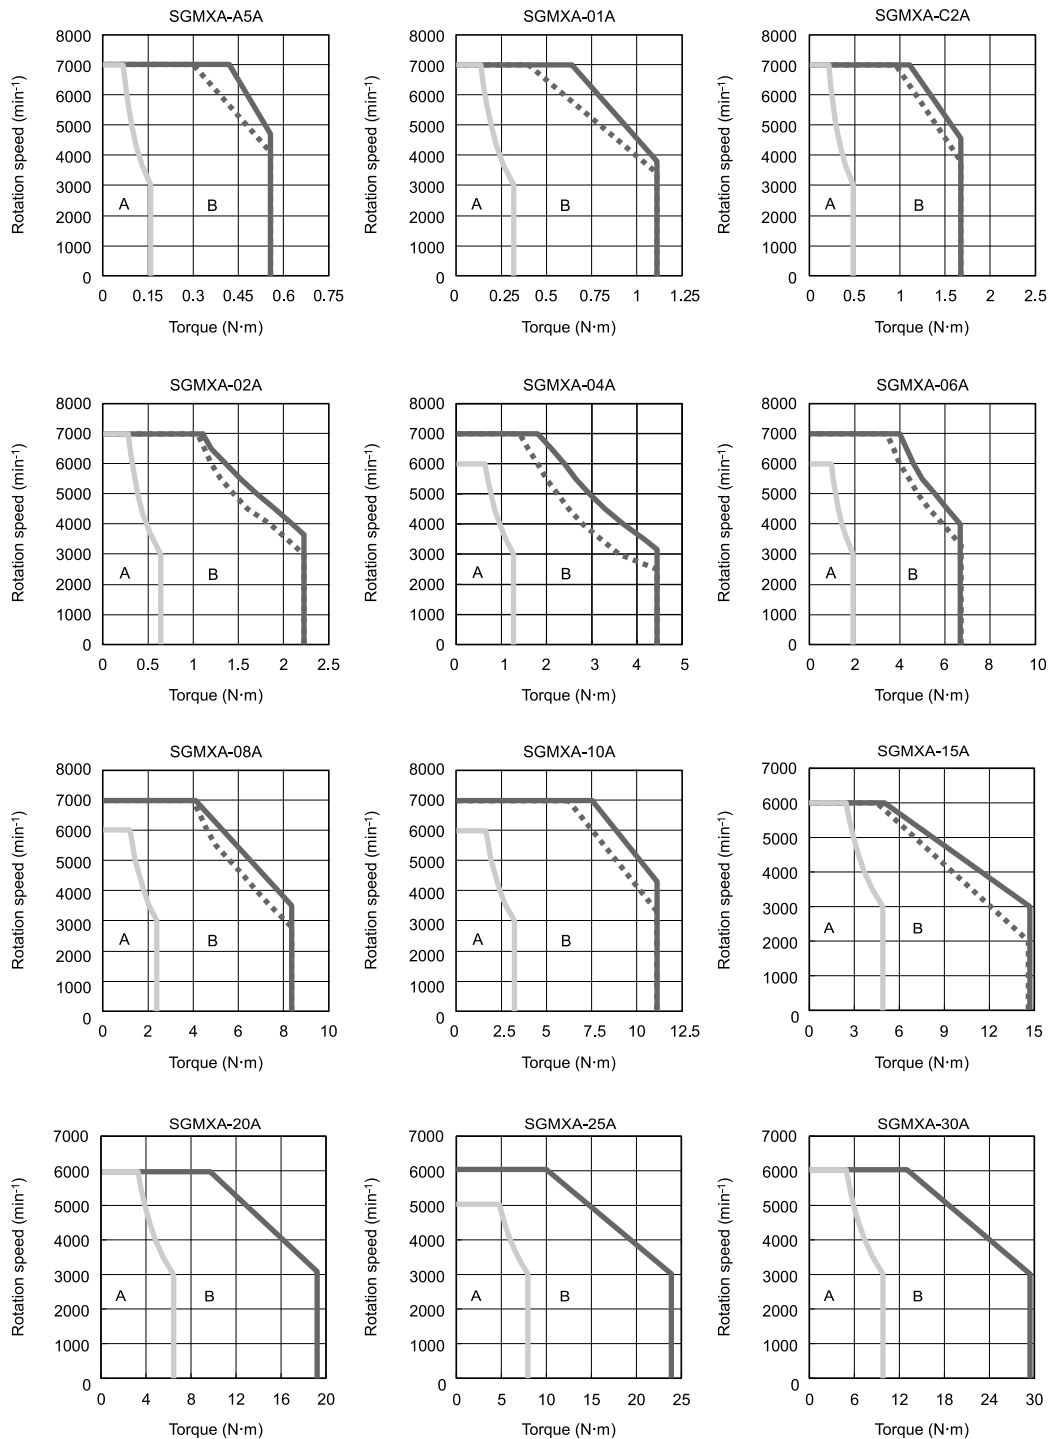 SGMXA-A5A
Rotation speed (min-1)
8000
7000
6000
5000
4000
3000
2000
1000
0
A
B
0 0.15 0.3 0.45 0.6 0.75
Torque (N·m)
SGMXA-01A
Rotation speed (min-1)
8000
7000
6000
5000
4000
3000
2000
1000
0
A
B
0 0.25 0.5 0.75 1 1.25
Torque (N·m)
SGMXA-C2A
Rotation speed (min-1)
8000
7000
6000
5000
4000
3000
2000
1000
0
A
B
0 0.5 1 1.5 2 2.5
Torque (N·m)
SGMXA-02A
Rotation speed (min-1)
8000
7000
6000
5000
4000
3000
2000
1000
0
A
B
0 0.5 1 1.5 2 2.5
Torque (N·m)
SGMXA-04A
Rotation speed (min-1)
8000
7000
6000
5000
4000
3000
2000
1000
0
A
B
0 1 2 3 4 5
Torque (N·m)
SGMXA-06A
Rotation speed (min-1)
8000
7000
6000
5000
4000
3000
2000
1000
0
A
B
0 2 4 6 8 10
Torque (N·m)
SGMXA-08A
Rotation speed (min-1)
8000
7000
6000
5000
4000
3000
2000
1000
0
A
B
0 2 4 6 8 10
Torque (N·m)
SGMXA-10A
Rotation speed (min-1)
8000
7000
6000
5000
4000
3000
2000
1000
0
A
B
0 2.5 5 7.5 10 12.5
Torque (N·m)
SGMXA-15A
Rotation speed (min-1)
7000
6000
5000
4000
3000
2000
1000
0
A
B
0 3 6 9 12 15
Torque (N·m)
SGMXA-20A
Rotation speed (min-1)
7000
6000
5000
4000
3000
2000
1000
0
A
B
0 4 8 12 16 20
Torque (N·m)
SGMXA-25A
Rotation speed (min-1)
7000
6000
5000
4000
3000
2000
1000
0
A
B
0 5 10 15 20 25
Torque (N·m)
SGMXA-30A
Rotation speed (min-1)
7000
6000
5000
4000
3000
2000
1000
0
A
B
0 6 12 18 24 30
Torque (N·m)